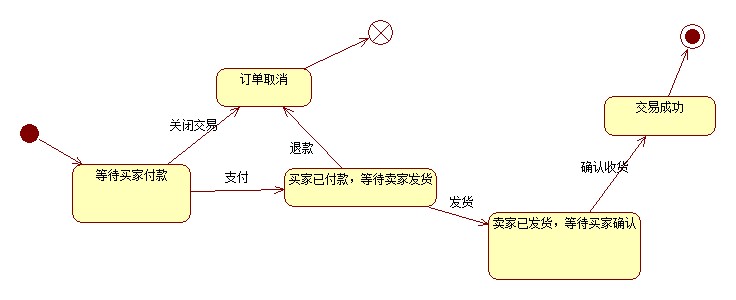 订单取消
交易成功
关闭交易
退款
确认收货
等待买家付款
支付
买家已付款，等待卖家发货
发货
卖家已发货，等待买家确认